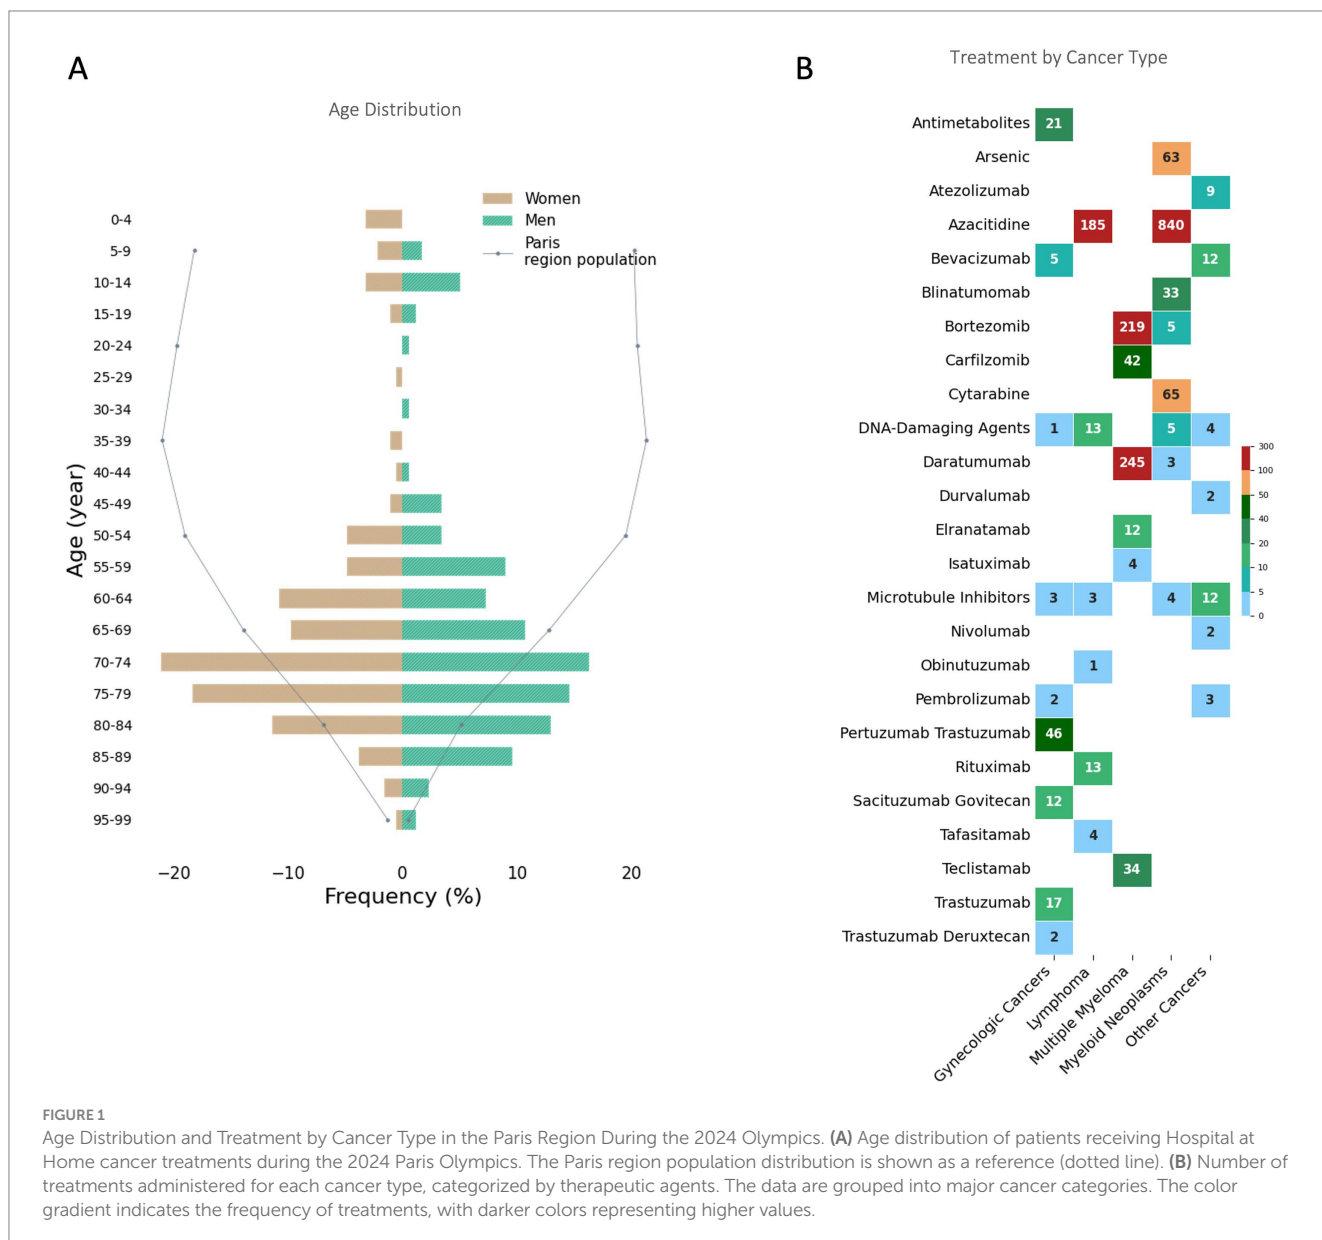 A
Age Distribution
Women
Men
Paris
region population
0-4
5-9
10-14
15-19
20-24
25-29
30-34
35-39
40-44
45-49
50-54
55-59
60-64
65-69
70-74
75-79
80-84
85-89
90-94
95-99
Age (year)
−20 −10 0 10 20
Frequency (%)
B
Treatment by Cancer Type
Antimetabolites 21
Arsenic 63
Atezolizumab 9
Azacitidine 185 840
Bevacizumab 5 12
Blinatumomab 33
Bortezomib 219 5
Carfilzomib 42
Cytarabine 65
DNA-Damaging Agents 1 13 5 4
Daratumumab 245 3
Durvalumab 2
Elranatamab 12
Isatuximab 4
Microtubule Inhibitors 3 3 4 12
Nivolumab 2
Obinutuzumab 1
Pembrolizumab 2 3
Pertuzumab Trastuzumab 46
Rituximab 13
Sacituzumab Govitecan 12
Tafasitamab 4
Teclistamab 34
Trastuzumab 17
Trastuzumab Deruxtecan 2
Gynecologic Cancers
Lymphoma
Multiple Myeloma
Myeloid Neoplasms
Other Cancers
300
100
50
40
20
10
5
0
FIGURE 1
Age Distribution and Treatment by Cancer Type in the Paris Region During the 2024 Olympics. (A) Age distribution of patients receiving Hospital at
Home cancer treatments during the 2024 Paris Olympics. The Paris region population distribution is shown as a reference (dotted line). (B) Number of
treatments administered for each cancer type, categorized by therapeutic agents. The data are grouped into major cancer categories. The color
gradient indicates the frequency of treatments, with darker colors representing higher values.